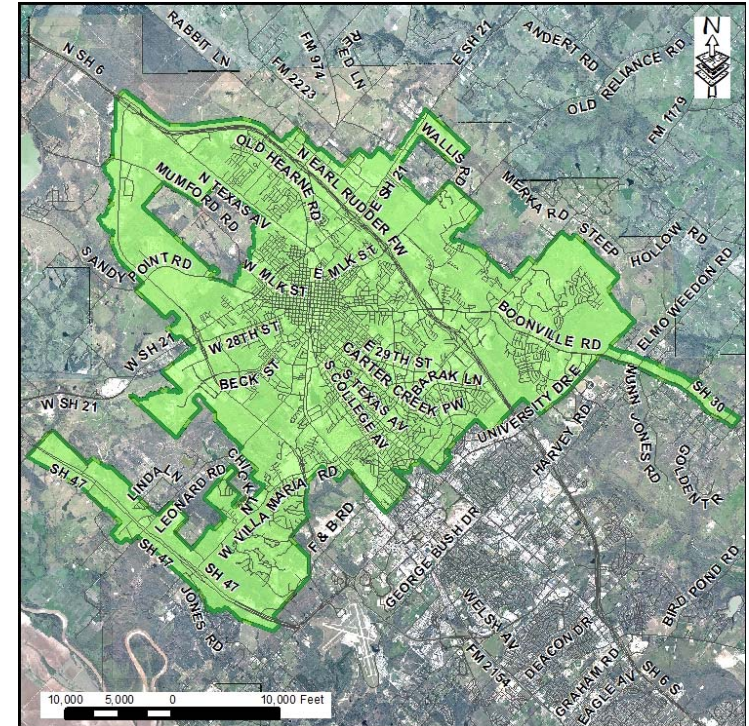 N SH 6
RABBIT LN
FM 2223
FM 974
REED LN
E SH 21
ANDERT RD
OLD RELIANCE RD
FM 1179
N
WALLIS RD
OLD HEARNE RD
N EARL RUDDER FW
E SH 21
N TEXAS AV
MUMFORD RD
MERKA RD
STEEP HOLLOW RD
ELMO WEEDON RD
SANDY POINT RD
W MLK ST
E MLK ST
BOONVILLE RD
W SH 21
W 28TH ST
E 29TH ST
BECK ST
CARTER CREEK PW
BARAK LN
S TEXAS AV
S COLLEGE AV
W SH 21
UNIVERSITY DR E
HARVEY RD
NUNN JONES RD
SH 30
GOLDEN TR
SH 47
LINDA LN
LEONARD RD
W VILLA MARIA RD
F & B RD
GEORGE BUSH DR
SH 47
SH 47
JONES RD
WELSH AV
FM 2154
DEACON DR
GRAHAM RD
EAGLE AV
SH 6 S
BIRD POND RD
10,000 5,000 0 10,000 Feet